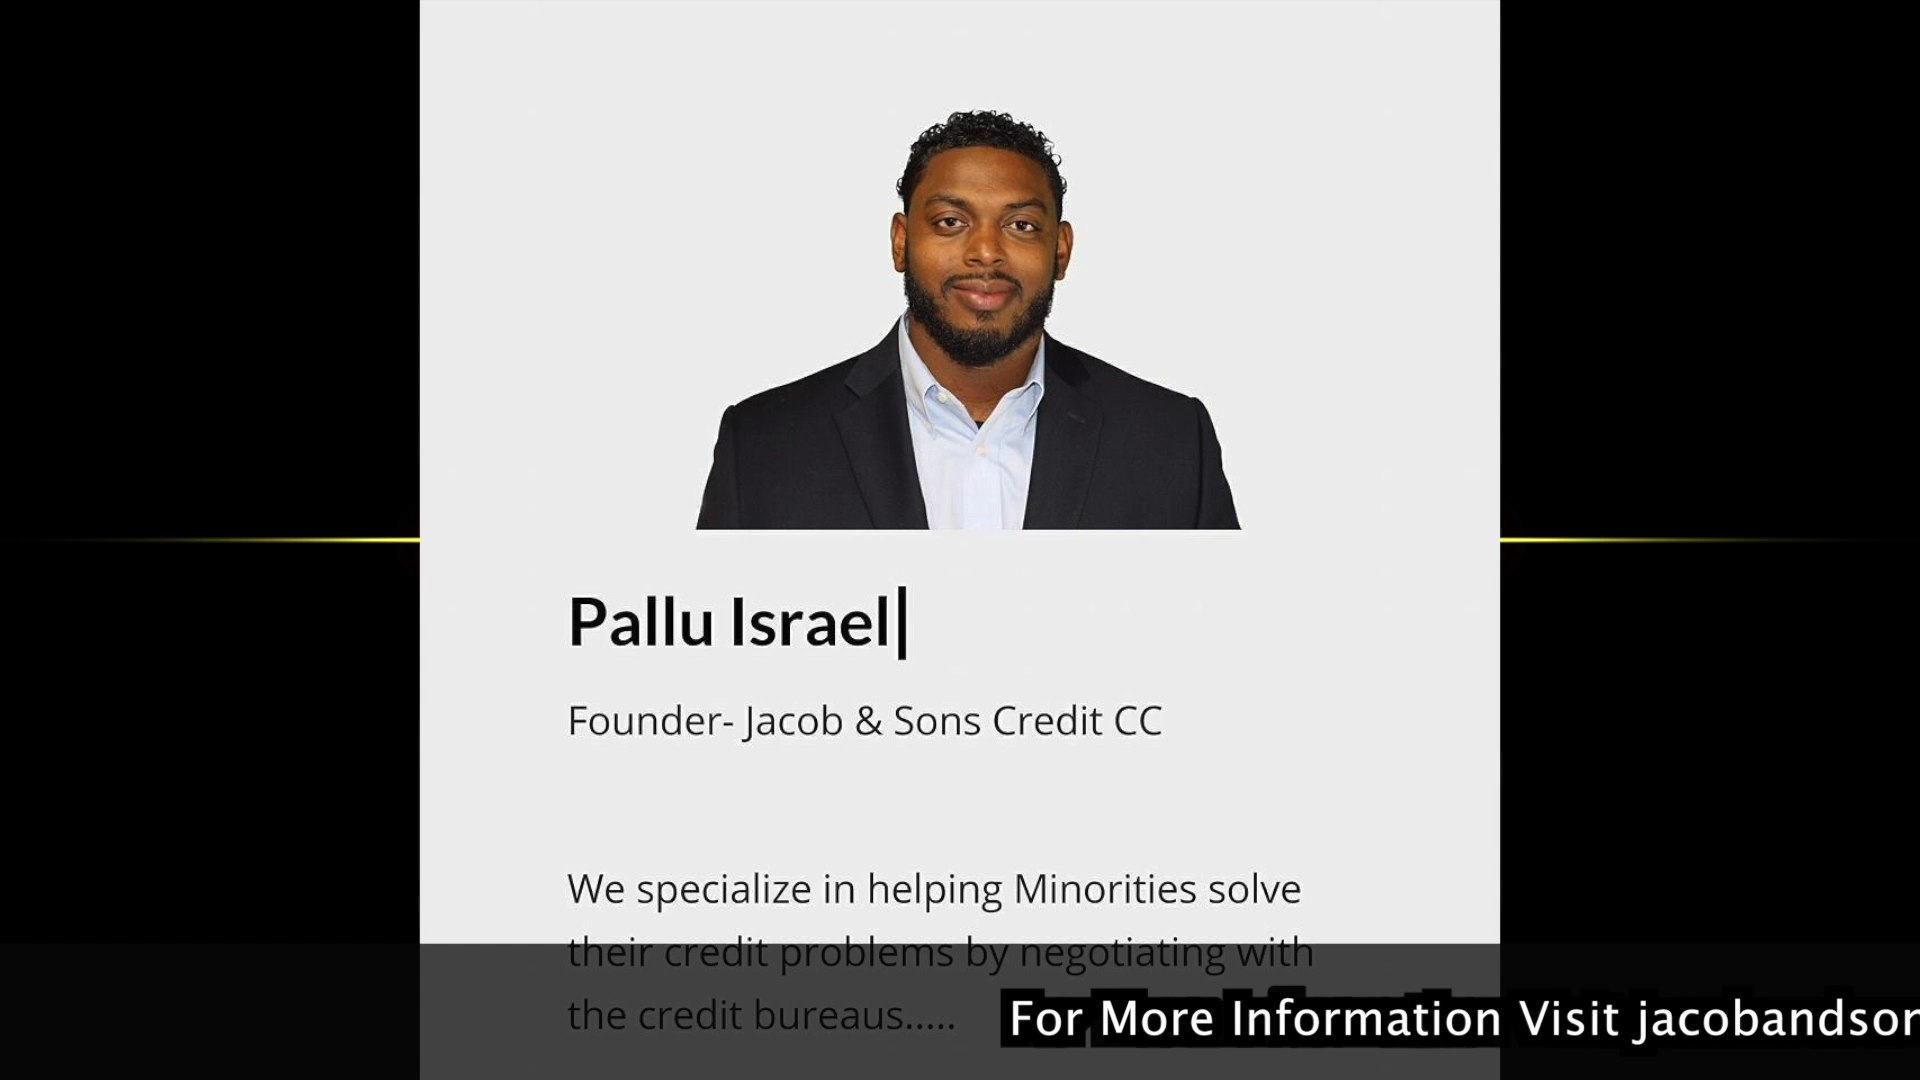 Pallu Israel
Founder- Jacob & Sons Credit CC
We specialize in helping Minorities solve
their credit problems by negotiating with
the credit bureaus.....
For More Information Visit jacobandson